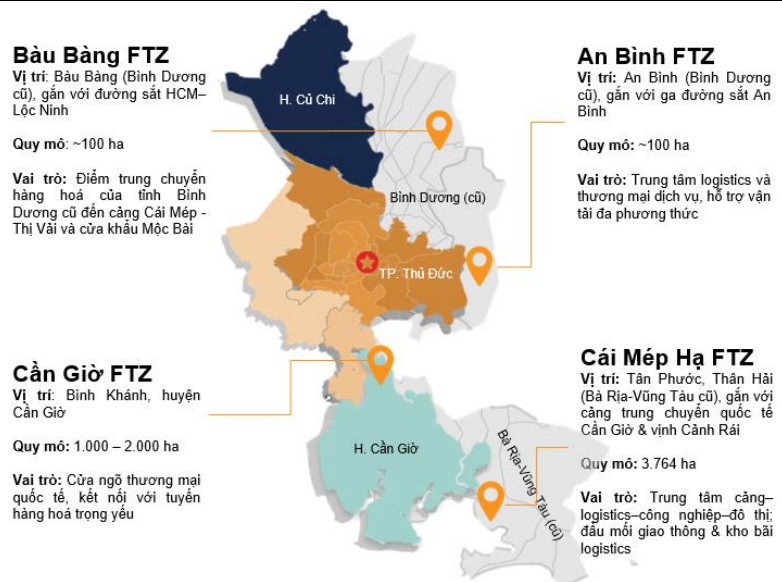 Bàu Bàng FTZ
Vị trí: Bàu Bàng (Bình Dương
cũ), gắn với đường sắt HCM–
Lộc Ninh
Quy mô: ~100 ha
Vai trò: Điểm trung chuyển
hàng hoá của tỉnh Bình
Dương cũ đến cảng Cái Mép -
Thị Vải và cửa khẩu Mộc Bài
An Bình FTZ
Vị trí: An Bình (Bình Dương
cũ), gắn với ga đường sắt An
Bình
Quy mô: ~100 ha
Vai trò: Trung tâm logistics và
thương mại dịch vụ, hỗ trợ vận
tải đa phương thức
H. Củ Chi
Bình Dương (cũ)
TP. Thủ Đức
Cần Giờ FTZ
Vị trí: Bình Khánh, huyện
Cần Giờ
Quy mô: 1.000 – 2.000 ha
Vai trò: Cửa ngõ thương mại
quốc tế, kết nối với tuyến
hàng hoá trọng yếu
Cái Mép Hạ FTZ
Vị trí: Tân Phước, Thân Hải
(Bà Rịa-Vũng Tàu cũ), gắn với
cảng trung chuyển quốc tế
Cần Giờ & vịnh Cảnh Rái
Quy mô: 3.764 ha
Vai trò: Trung tâm cảng–
logistics–công nghiệp–đô thị;
đầu mối giao thông & kho bãi
logistics
H. Cần Giờ
Bà Rịa-Vũng Tàu (cũ)